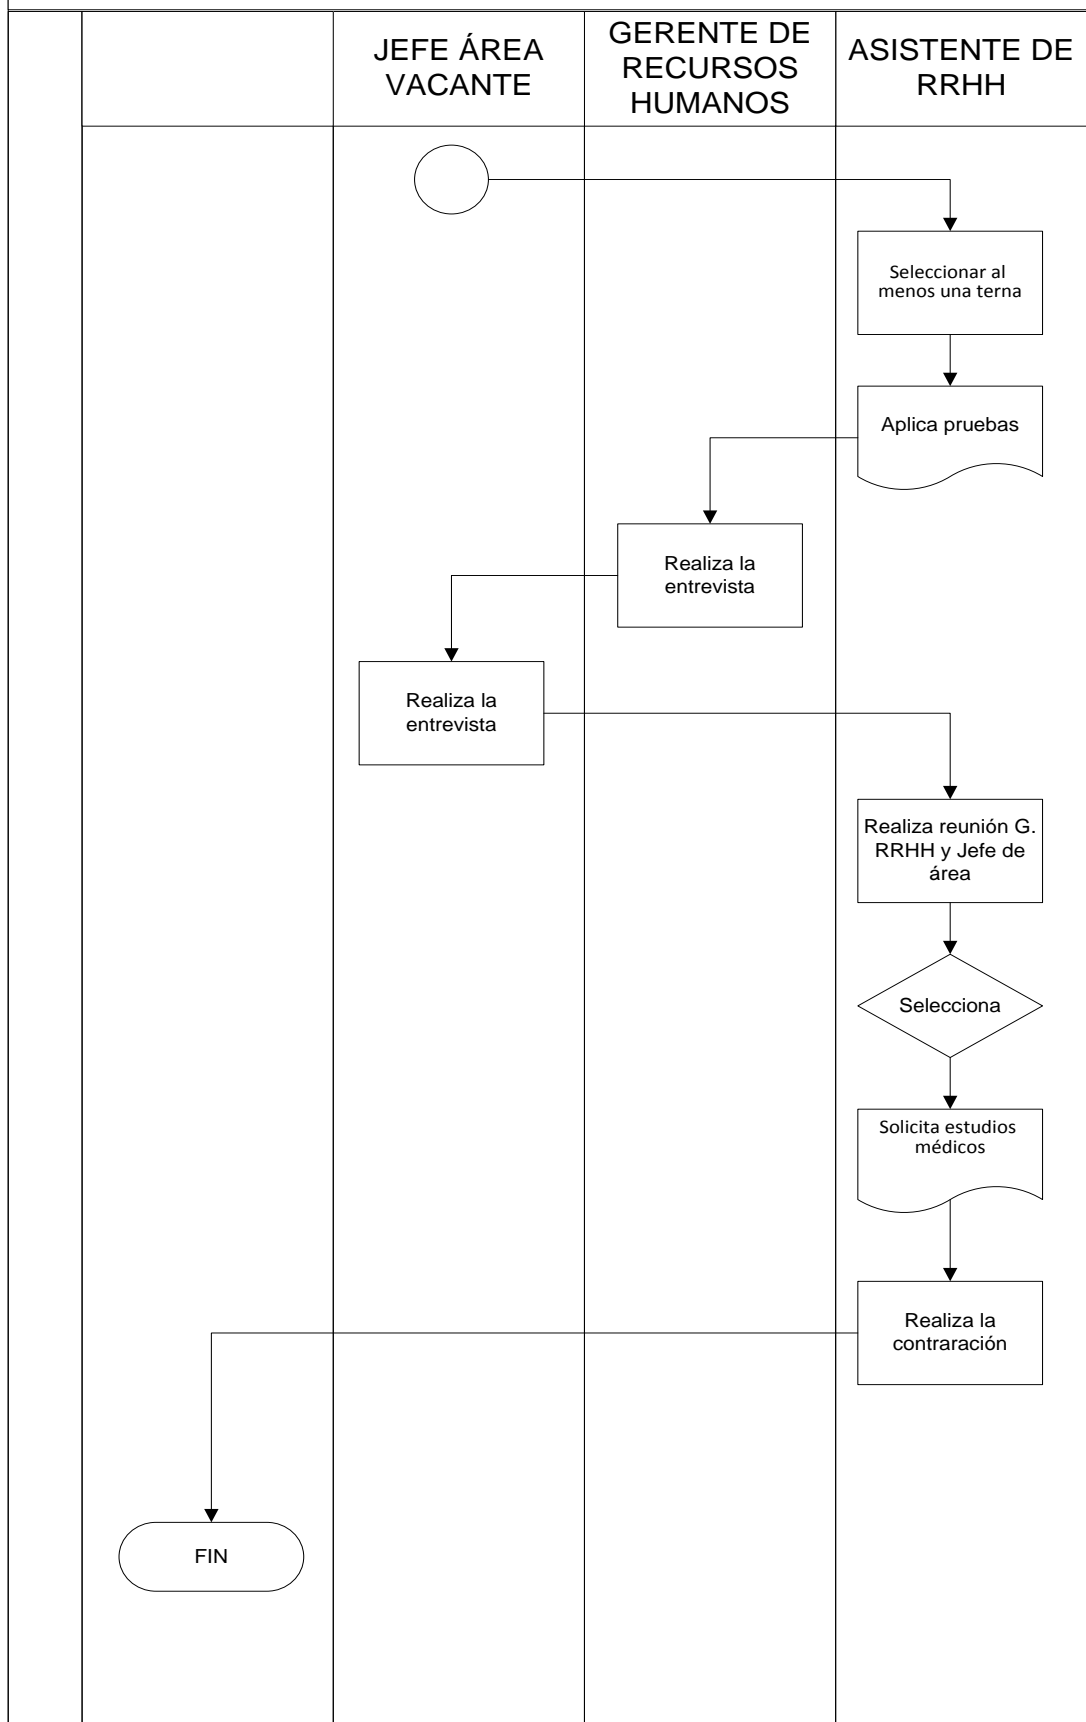 JEFE ÁREA
VACANTE
GERENTE DE
RECURSOS
HUMANOS
ASISTENTE DE
RRHH
Seleccionar al
menos una terna
Aplica pruebas
Realiza la
entrevista
Realiza la
entrevista
Realiza reunión G.
RRHH y Jefe de
área
Selecciona
Solicita estudios
médicos
Realiza la
contraración
FIN